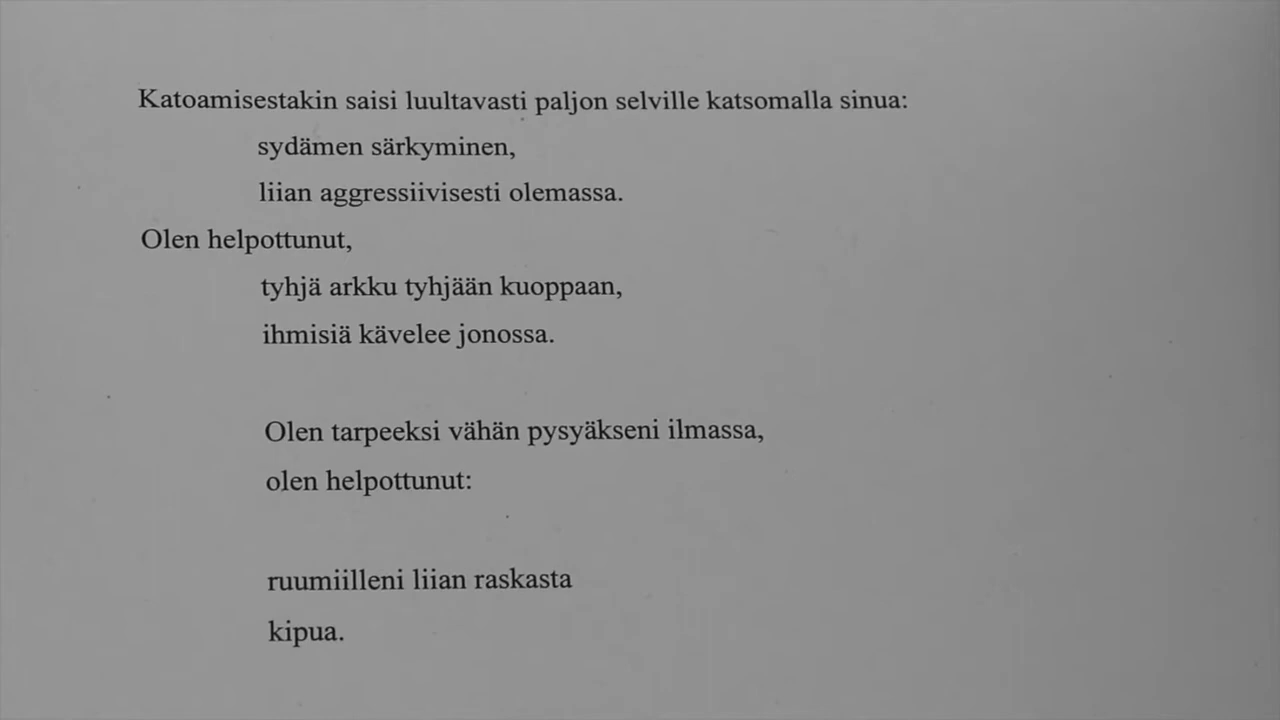 Katoamisestakin saisi luultavasti paljon selville katsomalla sinua:
sydämen särkyminen,
liian aggressiivisesti olemassa.
Olen helpottunut,
tyhjä arkku tyhjään kuoppaan,
ihmisiä kävelee jonossa.
Olen tarpeeksi vähän pysyäkseni ilmassa,
olen helpottunut:
ruumiilleni liian raskasta
kipua.